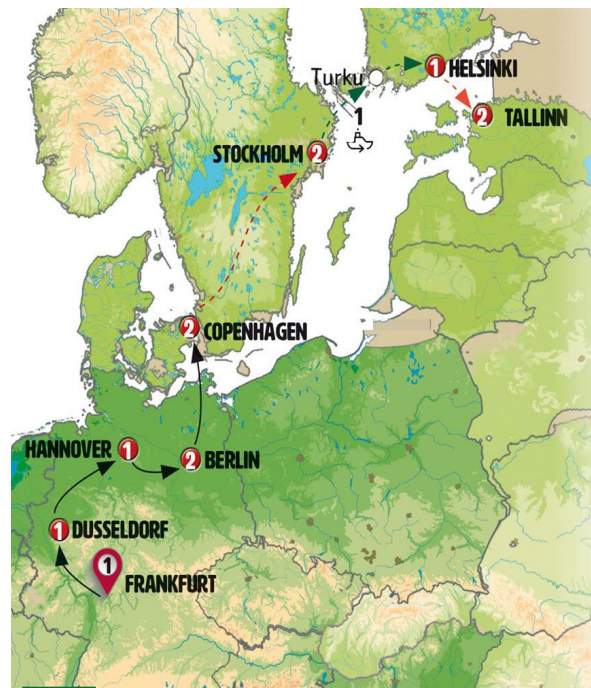 Turku
1 HELSINKI
1
2 TALLINN
STOCKHOLM 2
2 COPENHAGEN
HANNOVER 1
2 BERLIN
1 DUSSELDORF
1
FRANKFURT